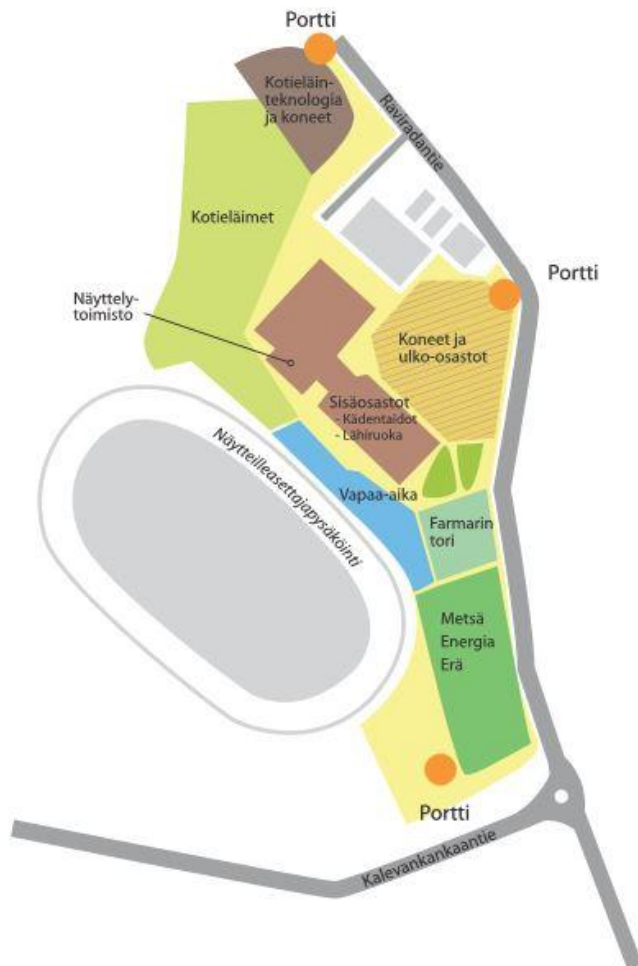 Portti
Kotieläin-
teknologia
ja koneet
Raviradantie
Kotieläimet
Portti
Näyttely-
toimisto
Koneet ja
ulko-osastot
Sisäosastot
- Kädentaidot
- Lähiruoka
Näytteilleasettajapysäköinti
Vapaa-aika
Farmarin
tori
Metsä
Energia
Erä
Portti
Kalevankankaantie